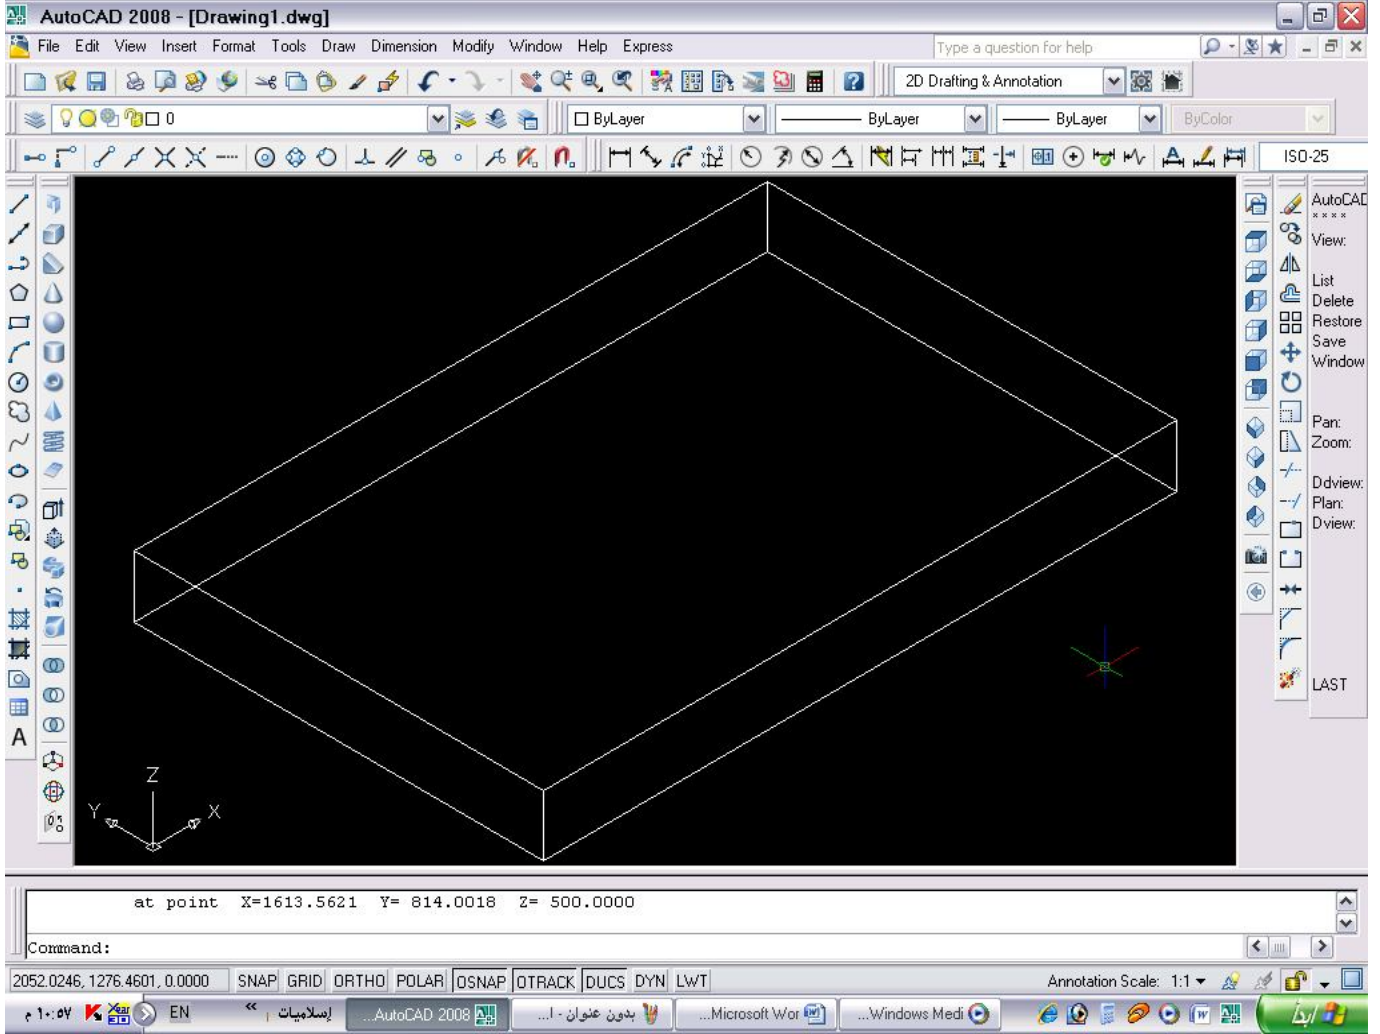 AutoCAD 2008 - [Drawing1.dwg]
File Edit View Insert Format Tools Draw Dimension Modify Window Help Express
Type a question for help
2D Drafting & Annotation
0
ByLayer
ByLayer
ByLayer
ByColor
ISO-25
AutoCAD
* * * *
View:
List
Delete
Restore
Save
Window
Pan:
Zoom:
Ddview:
Plan:
Dview:
LAST
A
Z
Y
X
at point X=1613.5621 Y= 814.0018 Z= 500.0000
Command:
2052.0246, 1276.4601, 0.0000 SNAP GRID ORTHO POLAR OSNAP OTRACK DUCS DYN LWT Annotation Scale: 1:1
١٠:٥٧ م
EN
إسلاميات
...AutoCAD 2008
بدون عنوان - ا...
...Microsoft Wor
...Windows Medi
ابدأ